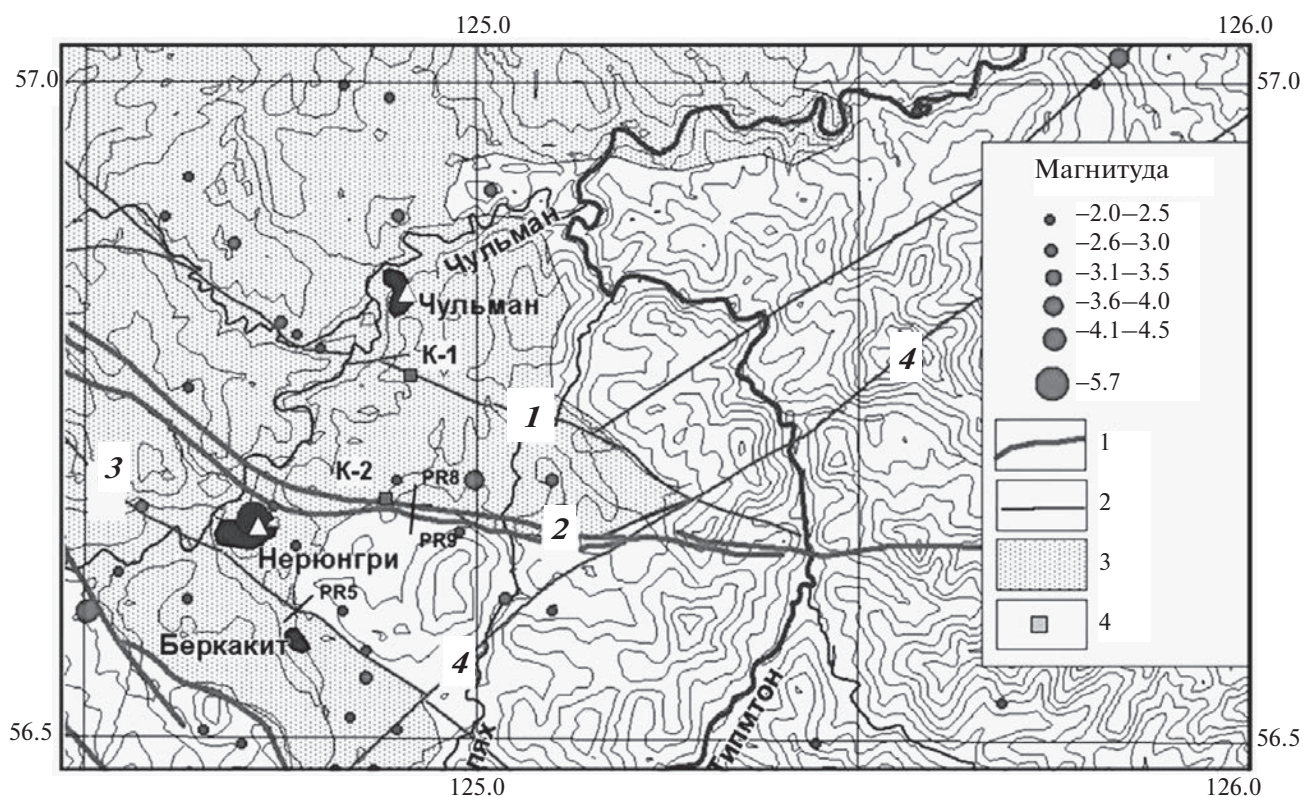 125.0 126.0
57.0 57.0
Магнитуда
–2.0–2.5
–2.6–3.0
–3.1–3.5
–3.6–4.0
–4.1–4.5
–5.7
1
2
3
4
Чульман
Чульман
К-1
4
1
3
К-2
PR8
2
PR9
Нерюнгри
PR5
Беркакит
4
Гипмтон
56.5 56.5
125.0 126.0